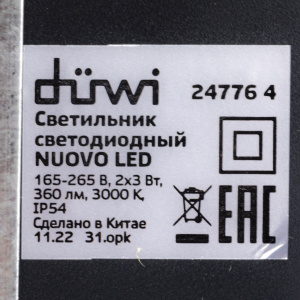 düwi 24776 4
Светильник
светодиодный
NUOVO LED
165-265 В, 2х3 Вт,
360 лм, 3000 К,
IP54
Сделано в Китае
11.22 31.opk
EAC